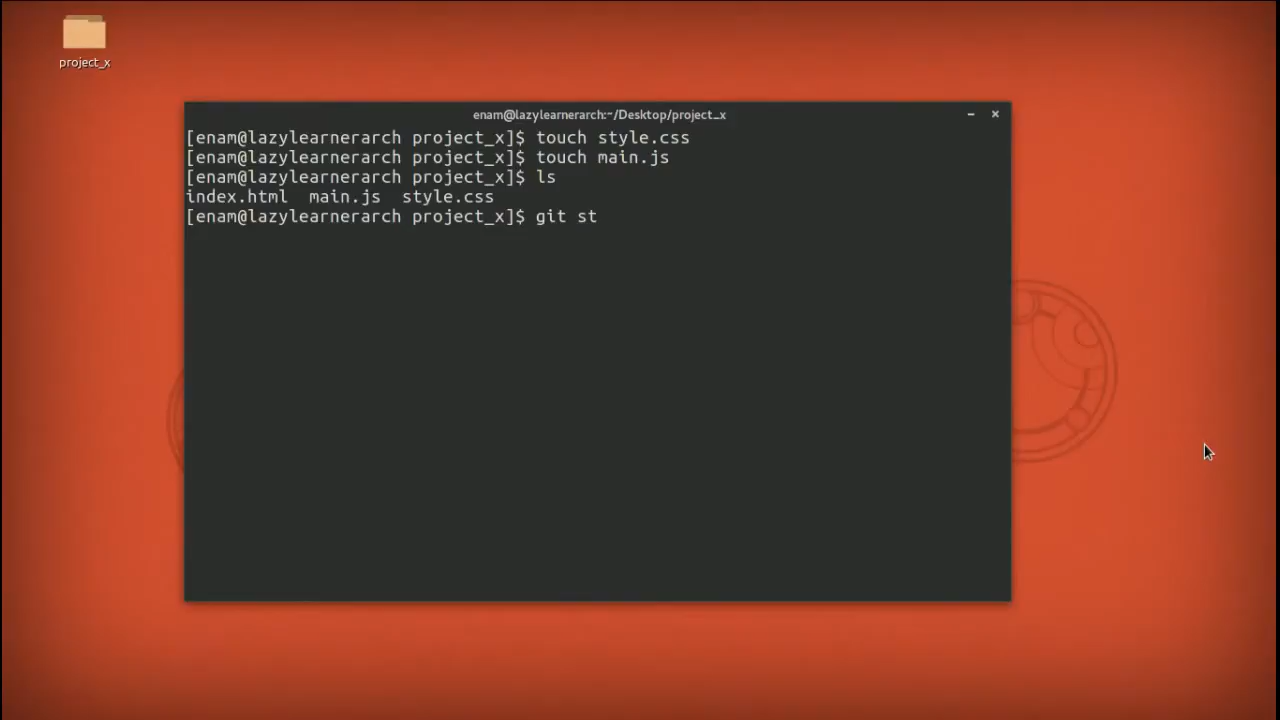 project_x
enam@lazylearnerarch:~/Desktop/project_x
[enam@lazylearnerarch project_x]$ touch style.css
[enam@lazylearnerarch project_x]$ touch main.js
[enam@lazylearnerarch project_x]$ ls
index.html  main.js  style.css
[enam@lazylearnerarch project_x]$ git st